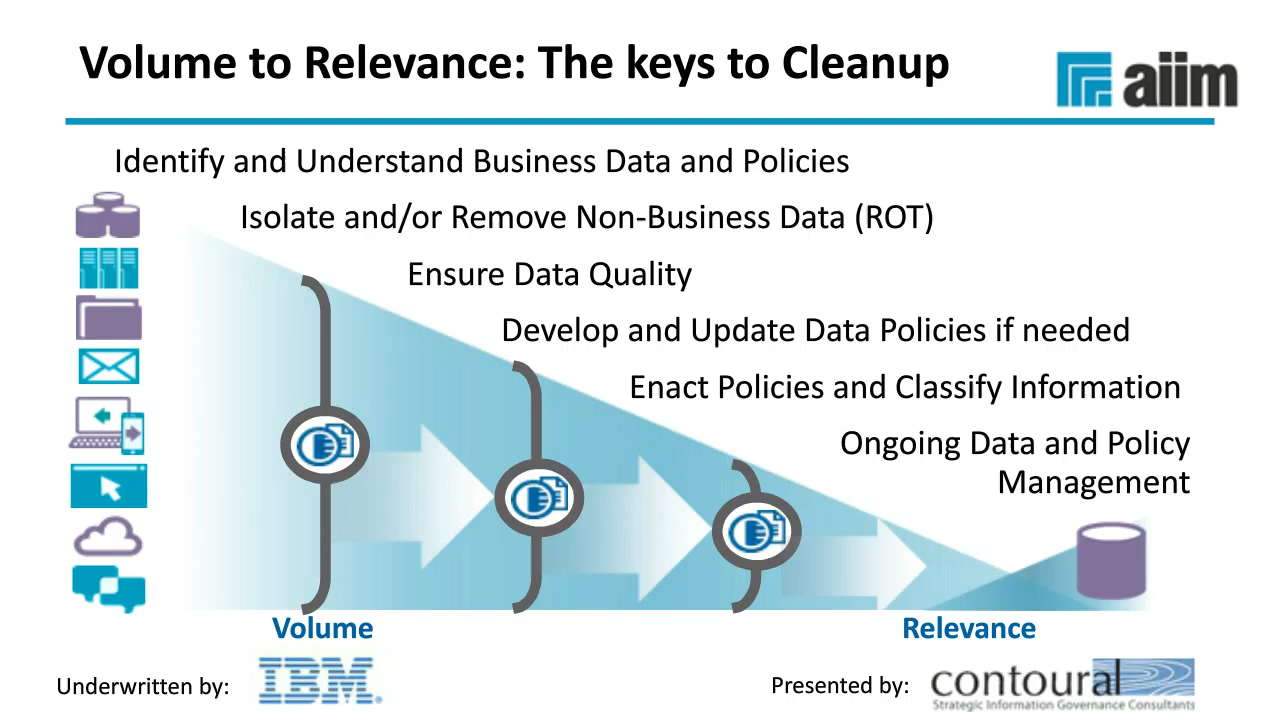 Volume to Relevance: The keys to Cleanup
aiim
Identify and Understand Business Data and Policies
Isolate and/or Remove Non-Business Data (ROT)
Ensure Data Quality
Develop and Update Data Policies if needed
Enact Policies and Classify Information
Ongoing Data and Policy
Management
Volume
Relevance
Underwritten by:
IBM®
Presented by:
contoural
Strategic Information Governance Consultants